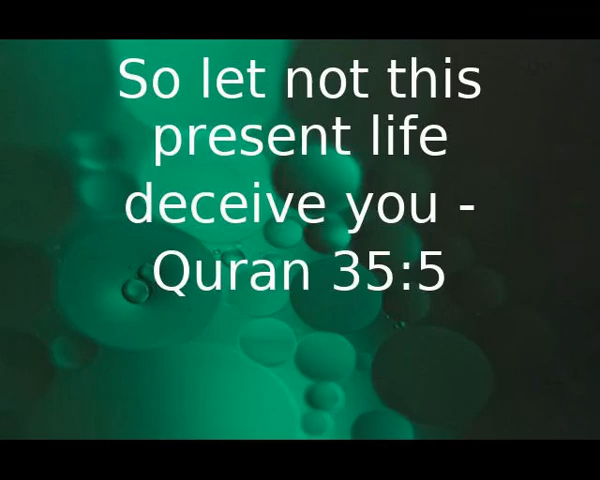 So let not this
present life
deceive you -
Quran 35:5